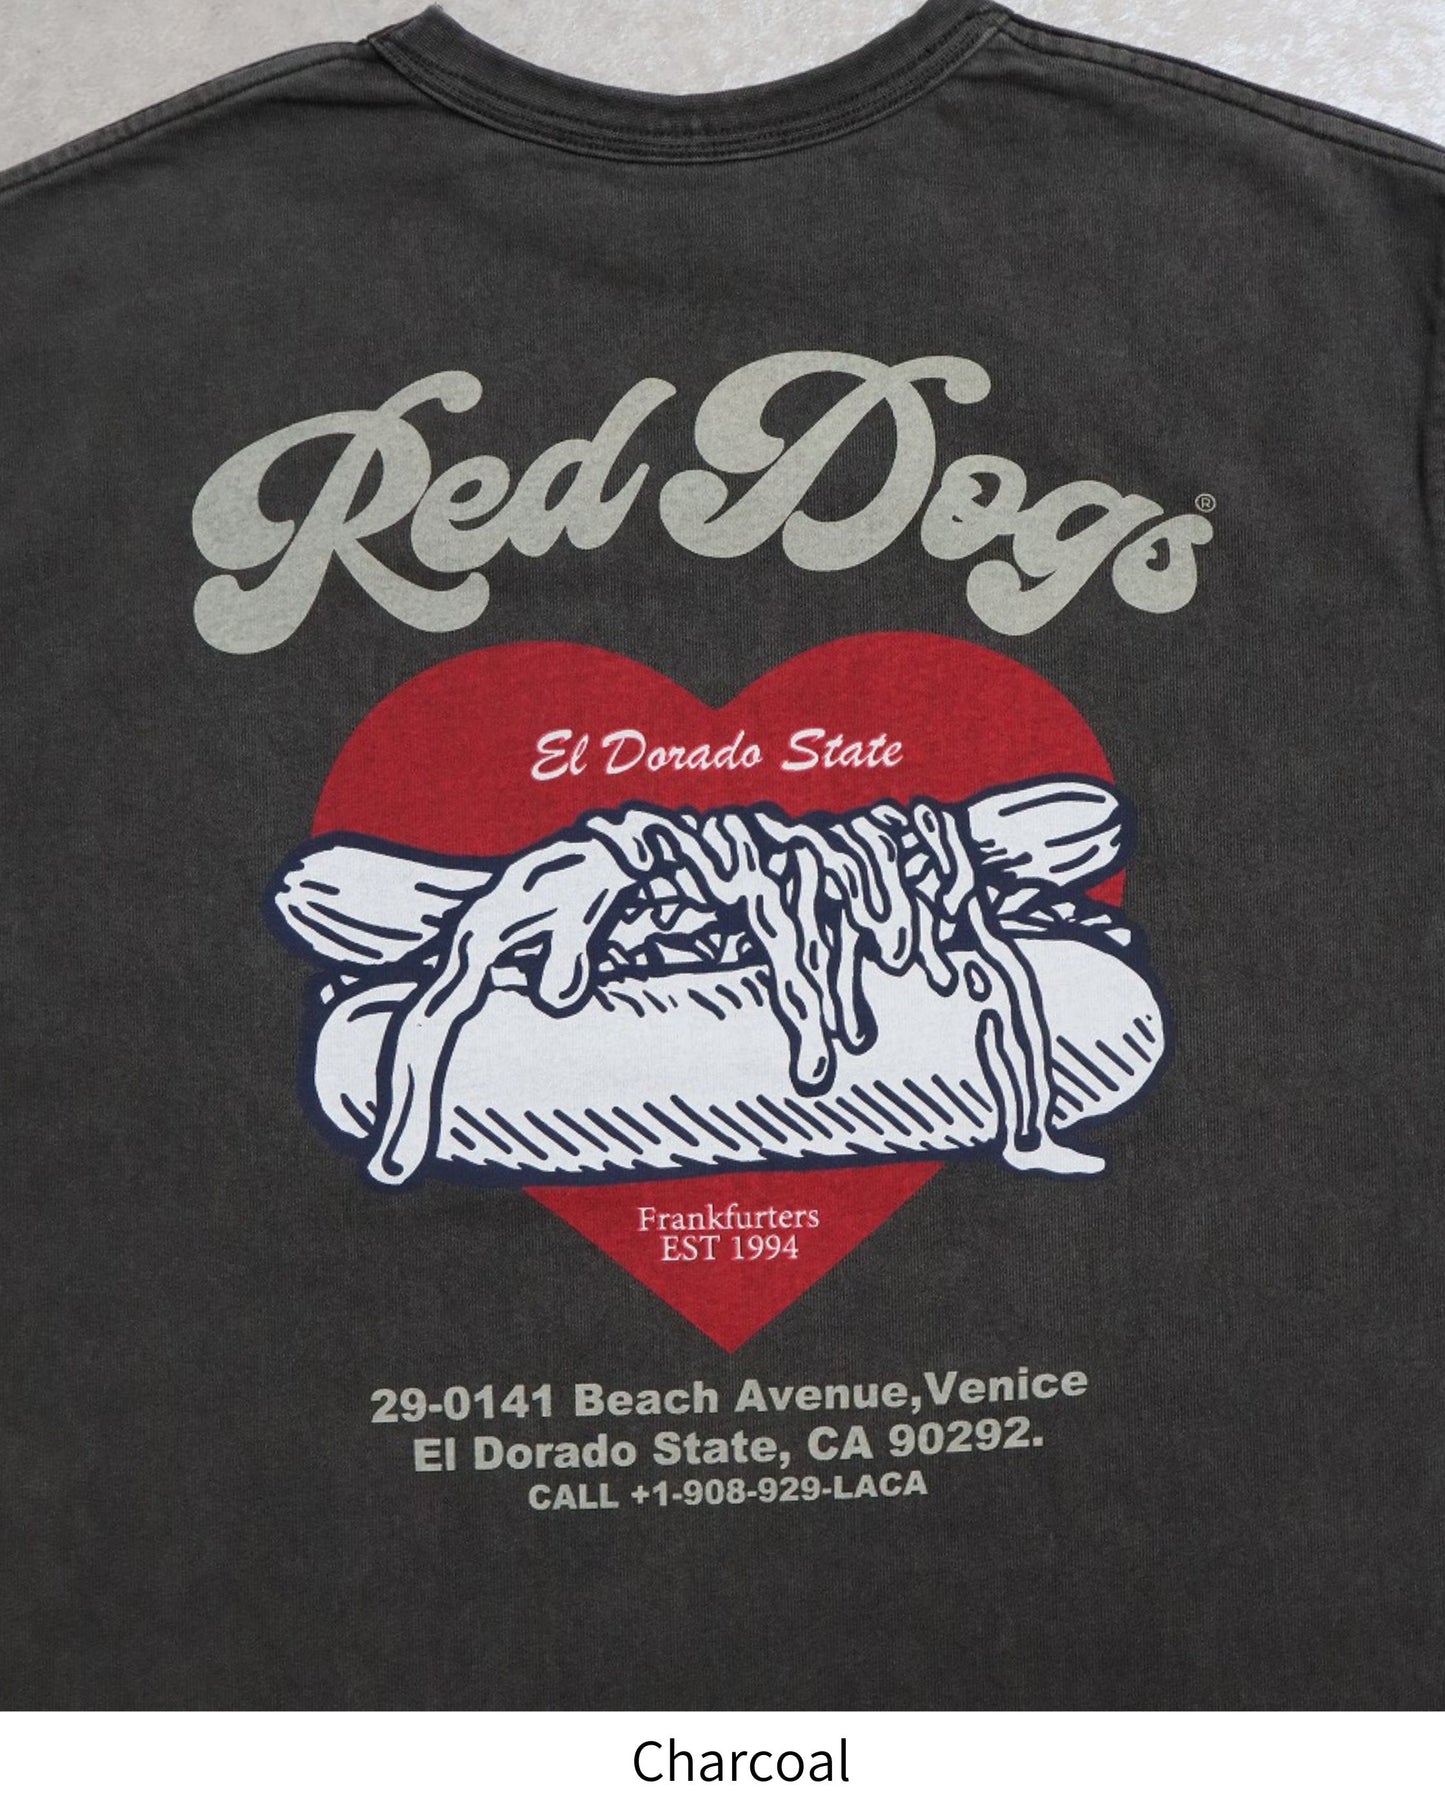 Red Dogs®
El Dorado State
Frankfurters
EST 1994
29-0141 Beach Avenue,Venice
El Dorado State, CA 90292.
CALL +1-908-929-LACA
Charcoal